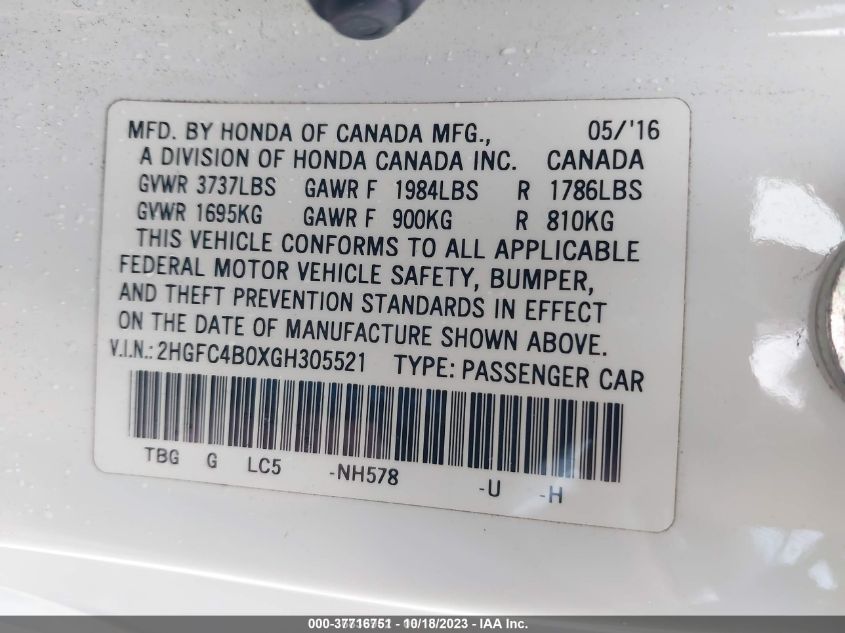 MFD. BY HONDA OF CANADA MFG., 05/'16
A DIVISION OF HONDA CANADA INC. CANADA
GVWR 3737LBS GAWR F 1984LBS R 1786LBS
GVWR 1695KG GAWR F 900KG R 810KG
THIS VEHICLE CONFORMS TO ALL APPLICABLE
FEDERAL MOTOR VEHICLE SAFETY, BUMPER,
AND THEFT PREVENTION STANDARDS IN EFFECT
ON THE DATE OF MANUFACTURE SHOWN ABOVE.
V.I.N.: 2HGFC4B0XGH305521 TYPE: PASSENGER CAR
TBG G LC5 -NH578 -U -H
000-37716751 - 10/18/2023 - IAA Inc.